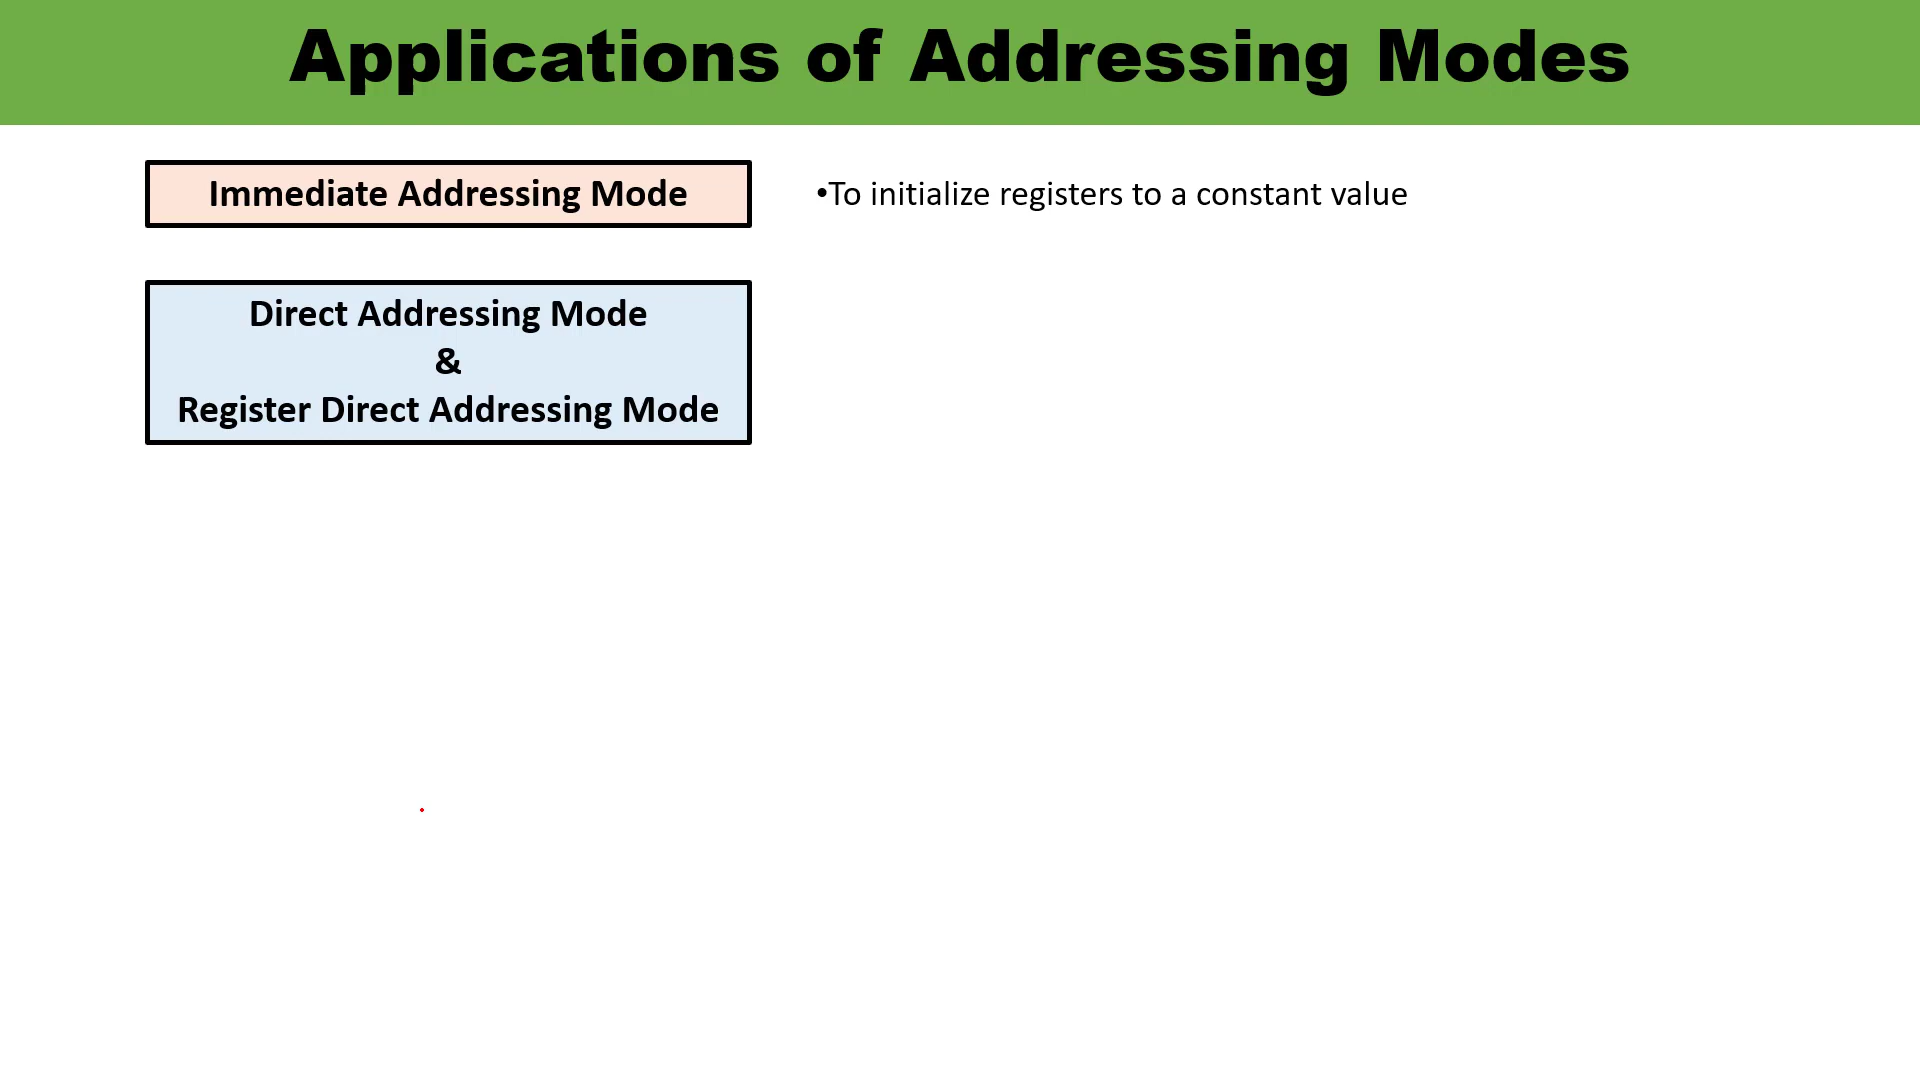 Applications of Addressing Modes
Immediate Addressing Mode
•To initialize registers to a constant value
Direct Addressing Mode
&
Register Direct Addressing Mode